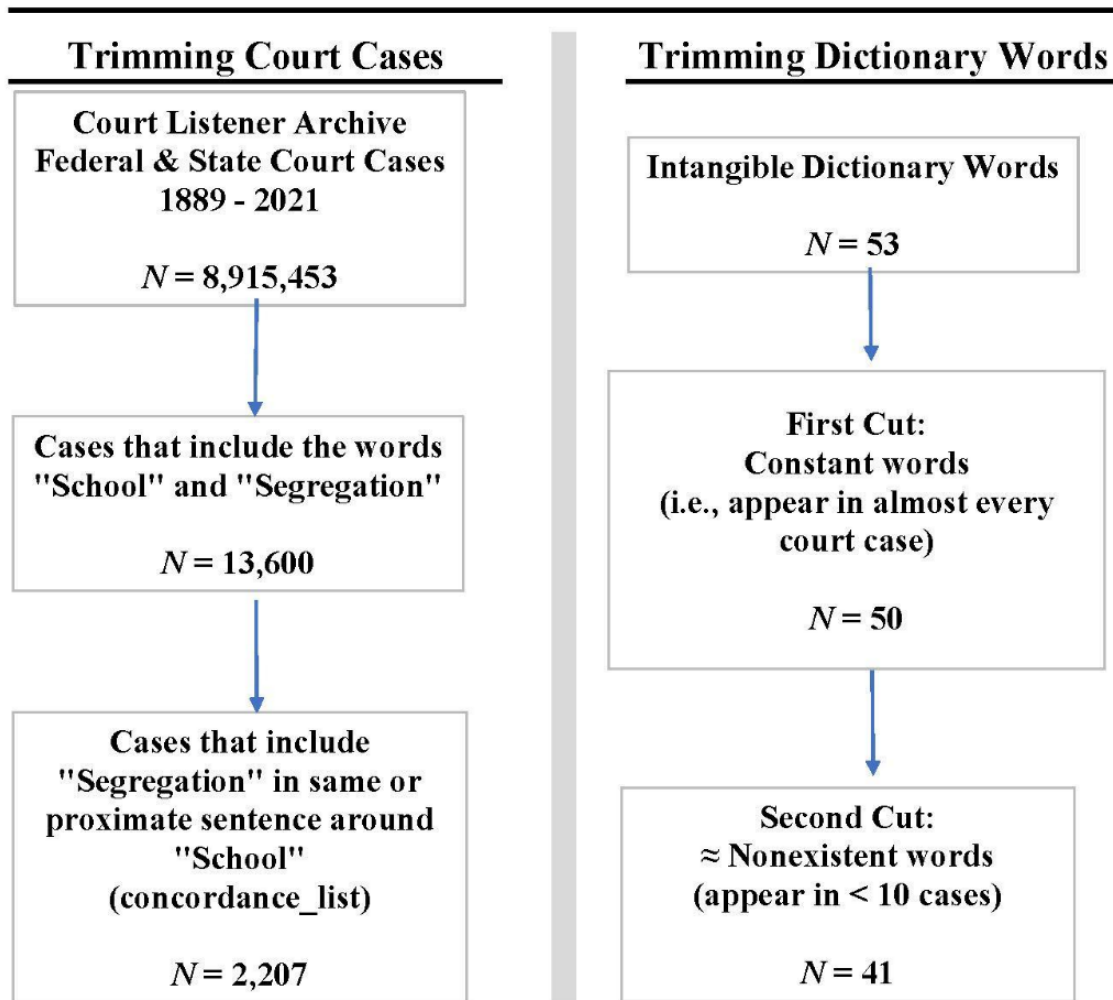 Trimming Court Cases
Court Listener Archive
Federal & State Court Cases
1889 - 2021
N = 8,915,453
Cases that include the words
"School" and "Segregation"
N = 13,600
Cases that include
"Segregation" in same or
proximate sentence around
"School"
(concordance_list)
N = 2,207
Trimming Dictionary Words
Intangible Dictionary Words
N = 53
First Cut:
Constant words
(i.e., appear in almost every
court case)
N = 50
Second Cut:
≈ Nonexistent words
(appear in < 10 cases)
N = 41